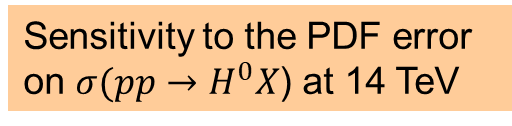 Sensitivity to the PDF error
on σ(pp → H⁰X) at 14 TeV